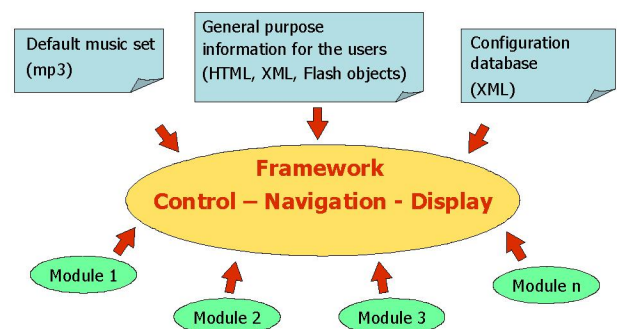 Default music set
(mp3)
General purpose
information for the users
(HTML, XML, Flash objects)
Configuration
database
(XML)
Framework
Control – Navigation - Display
Module 1
Module 2
Module 3
Module n